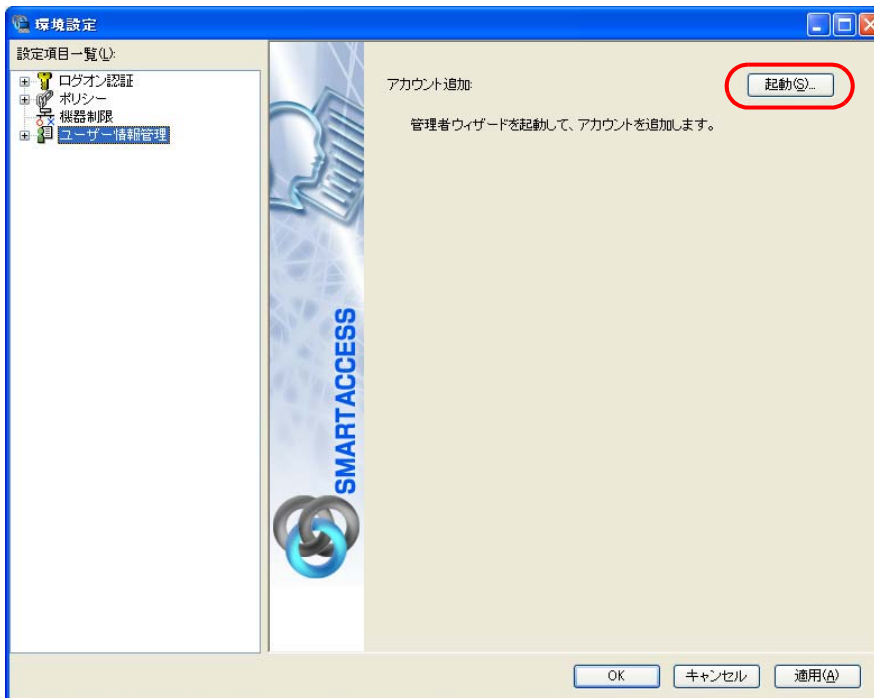 環境設定
設定項目一覧(L):
ログオン認証
ポリシー
機器制限
ユーザー情報管理
SMARTACCESS
アカウント追加:
起動(S)...
管理者ウィザードを起動して、アカウントを追加します。
OK
キャンセル
適用(A)